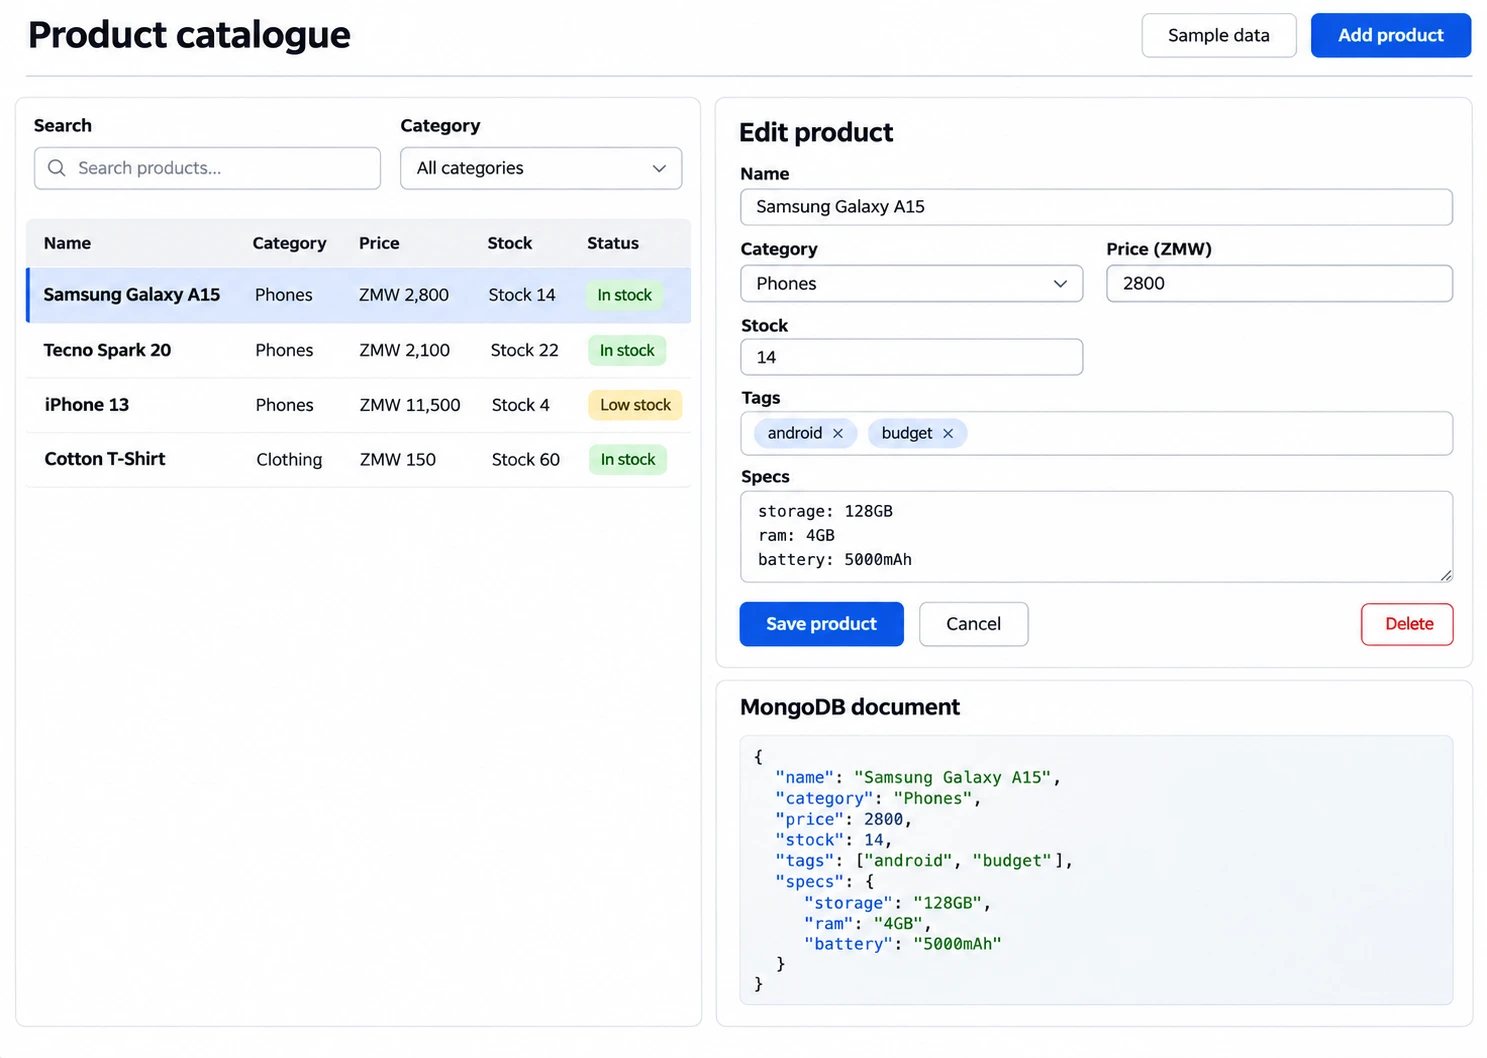 Product catalogue
Sample data
Add product
Search
Category
Search products...
All categories
Name Category Price Stock Status
Samsung Galaxy A15 Phones ZMW 2,800 Stock 14 In stock
Tecno Spark 20 Phones ZMW 2,100 Stock 22 In stock
iPhone 13 Phones ZMW 11,500 Stock 4 Low stock
Cotton T-Shirt Clothing ZMW 150 Stock 60 In stock
Edit product
Name
Samsung Galaxy A15
Category
Phones
Price (ZMW)
2800
Stock
14
Tags
android × budget ×
Specs
storage: 128GB
ram: 4GB
battery: 5000mAh
Save product
Cancel
Delete
MongoDB document
{
"name": "Samsung Galaxy A15",
"category": "Phones",
"price": 2800,
"stock": 14,
"tags": ["android", "budget"],
"specs": {
"storage": "128GB",
"ram": "4GB",
"battery": "5000mAh"
}
}